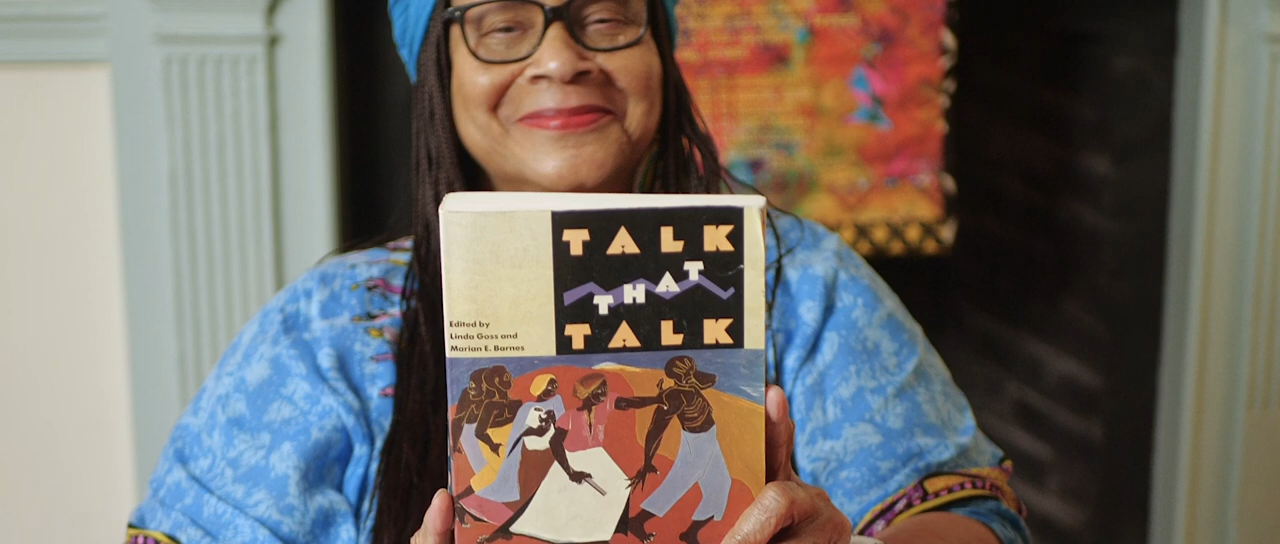 TALK
THAT
TALK
Edited by
Linda Goss and
Marian E. Barnes